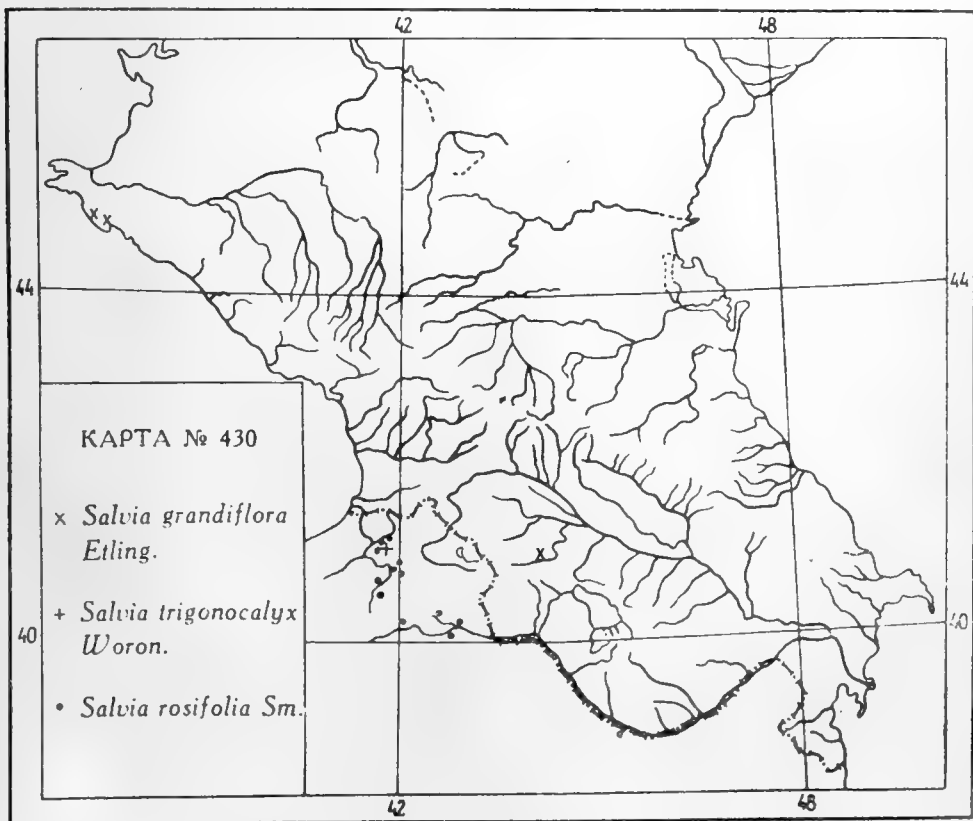 42 48
44 44
КАРТА № 430
× Salvia grandiflora
Etling.
+ Salvia trigonocalyx
Woron.
• Salvia rosifolia Sm.
40 40
42 48